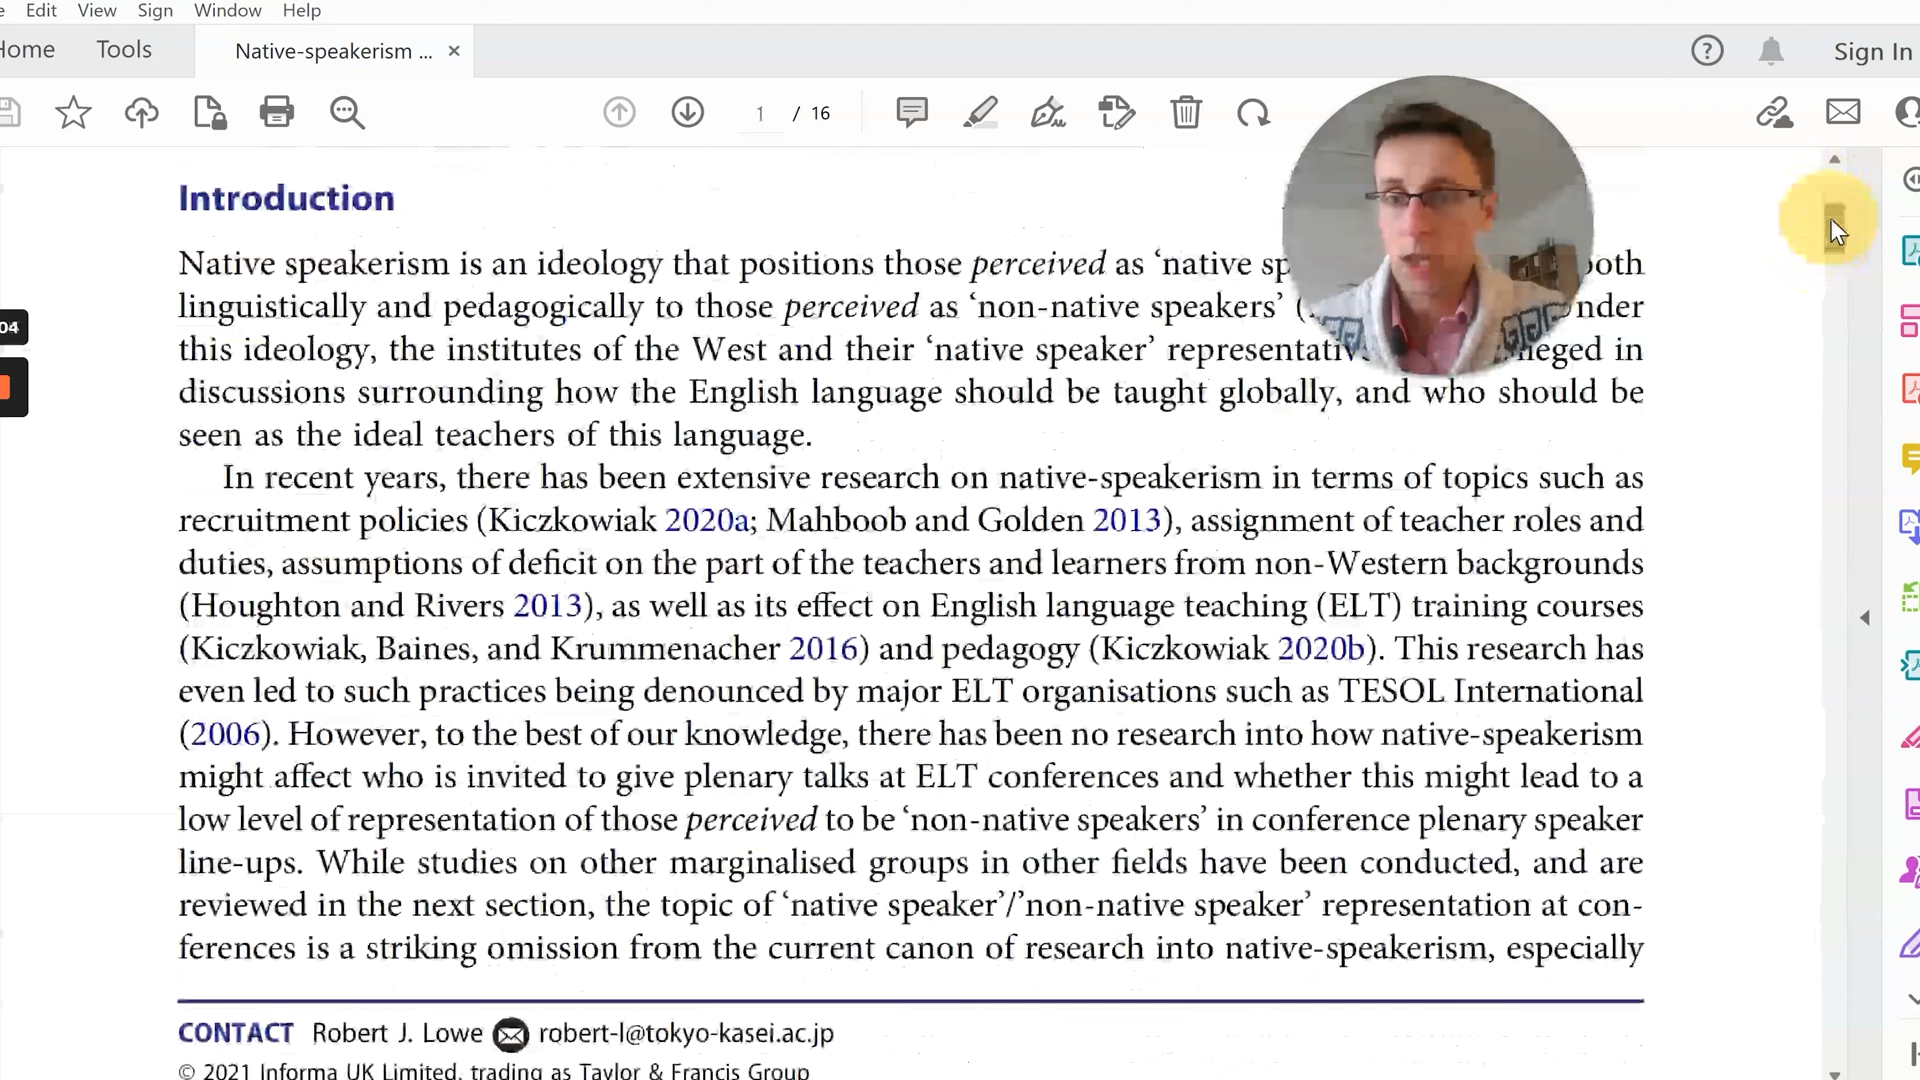 Edit View Sign Window Help
Home Tools Native-speakerism ... Sign In
1 / 16
Introduction
Native speakerism is an ideology that positions those perceived as ‘native both
linguistically and pedagogically to those perceived as ‘non-native speakers’ (
this ideology, the institutes of the West and their ‘native speaker’ in
discussions surrounding how the English language should be taught globally, and who should be
seen as the ideal teachers of this language.
In recent years, there has been extensive research on native-speakerism in terms of topics such as
recruitment policies (Kiczkowiak 2020a; Mahboob and Golden 2013), assignment of teacher roles and
duties, assumptions of deficit on the part of the teachers and learners from non-Western backgrounds
(Houghton and Rivers 2013), as well as its effect on English language teaching (ELT) training courses
(Kiczkowiak, Baines, and Krummenacher 2016) and pedagogy (Kiczkowiak 2020b). This research has
even led to such practices being denounced by major ELT organisations such as TESOL International
(2006). However, to the best of our knowledge, there has been no research into how native-speakerism
might affect who is invited to give plenary talks at ELT conferences and whether this might lead to a
low level of representation of those perceived to be ‘non-native speakers’ in conference plenary speaker
line-ups. While studies on other marginalised groups in other fields have been conducted, and are
reviewed in the next section, the topic of ‘native speaker’/’non-native speaker’ representation at con-
ferences is a striking omission from the current canon of research into native-speakerism, especially
CONTACT Robert J. Lowe robert-l@tokyo-kasei.ac.jp
© 2021 Informa UK Limited, trading as Taylor & Francis Group
04